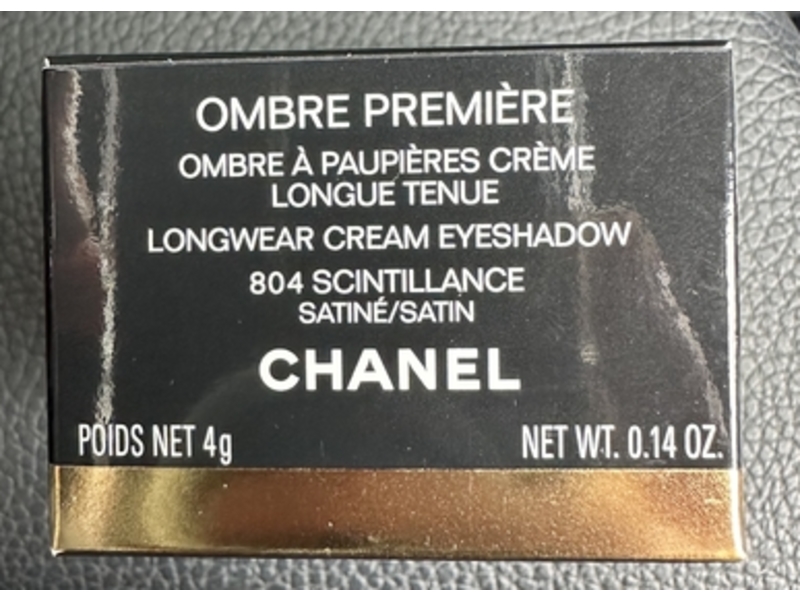 OMBRE PREMIÈRE
OMBRE À PAUPIÈRES CRÈME
LONGUE TENUE
LONGWEAR CREAM EYESHADOW
804 SCINTILLANCE
SATINÉ/SATIN
CHANEL
POIDS NET 4g NET WT. 0.14 OZ.